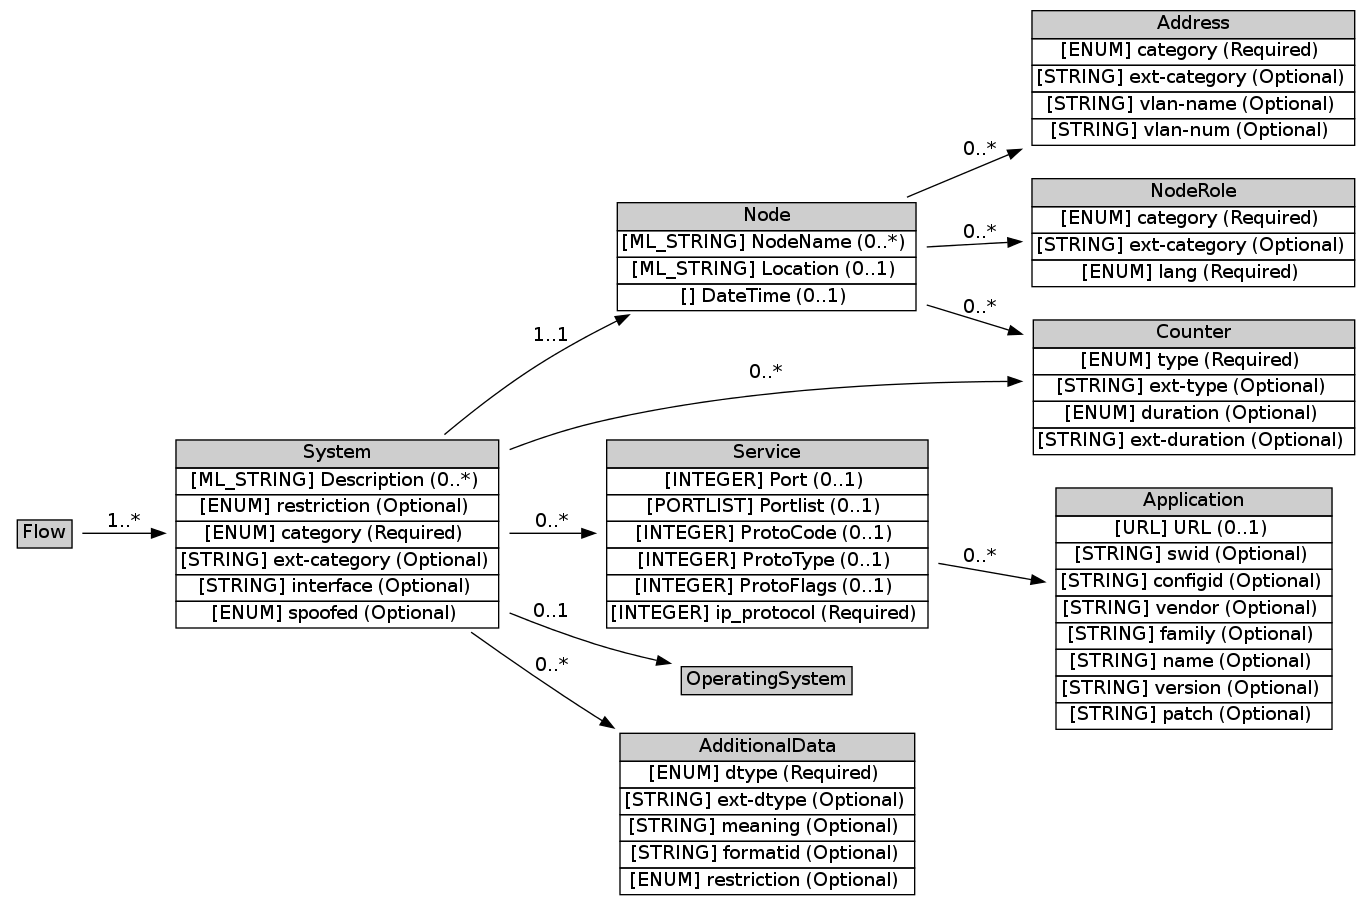 Flow
1..*
System
[ML_STRING] Description (0..*)
[ENUM] restriction (Optional)
[ENUM] category (Required)
[STRING] ext-category (Optional)
[STRING] interface (Optional)
[ENUM] spoofed (Optional)
1..1
0..*
0..*
0..1
0..*
Node
[ML_STRING] NodeName (0..*)
[ML_STRING] Location (0..1)
[] DateTime (0..1)
0..*
0..*
0..*
Address
[ENUM] category (Required)
[STRING] ext-category (Optional)
[STRING] vlan-name (Optional)
[STRING] vlan-num (Optional)
NodeRole
[ENUM] category (Required)
[STRING] ext-category (Optional)
[ENUM] lang (Required)
Counter
[ENUM] type (Required)
[STRING] ext-type (Optional)
[ENUM] duration (Optional)
[STRING] ext-duration (Optional)
Service
[INTEGER] Port (0..1)
[PORTLIST] Portlist (0..1)
[INTEGER] ProtoCode (0..1)
[INTEGER] ProtoType (0..1)
[INTEGER] ProtoFlags (0..1)
[INTEGER] ip_protocol (Required)
0..*
Application
[URL] URL (0..1)
[STRING] swid (Optional)
[STRING] configid (Optional)
[STRING] vendor (Optional)
[STRING] family (Optional)
[STRING] name (Optional)
[STRING] version (Optional)
[STRING] patch (Optional)
OperatingSystem
AdditionalData
[ENUM] dtype (Required)
[STRING] ext-dtype (Optional)
[STRING] meaning (Optional)
[STRING] formatid (Optional)
[ENUM] restriction (Optional)